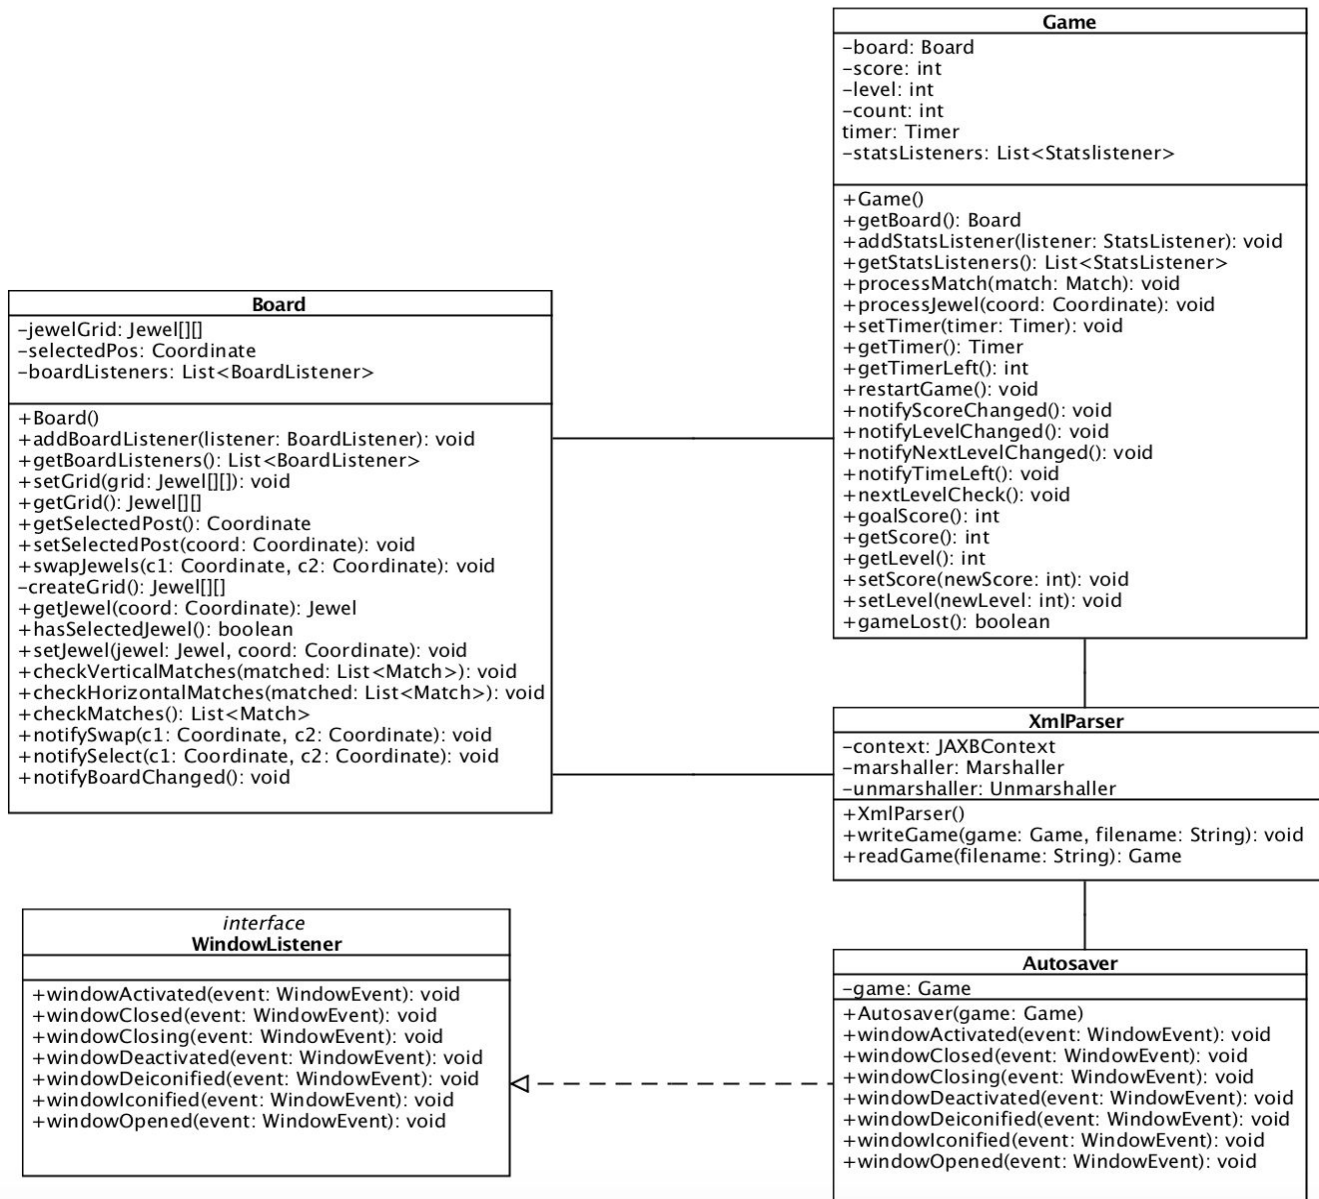 Game
-board: Board
-score: int
-level: int
-count: int
timer: Timer
-statsListeners: List<Statslistener>
+Game()
+getBoard(): Board
+addStatsListener(listener: StatsListener): void
+getStatsListeners(): List<StatsListener>
+processMatch(match: Match): void
+processJewel(coord: Coordinate): void
+setTimer(timer: Timer): void
+getTimer(): Timer
+getTimerLeft(): int
+restartGame(): void
+notifyScoreChanged(): void
+notifyLevelChanged(): void
+notifyNextLevelChanged(): void
+notifyTimeLeft(): void
+nextLevelCheck(): void
+goalScore(): int
+getScore(): int
+getLevel(): int
+setScore(newScore: int): void
+setLevel(newLevel: int): void
+gameLost(): boolean
Board
-jewelGrid: Jewel[][]
-selectedPos: Coordinate
-boardListeners: List<BoardListener>
+Board()
+addBoardListener(listener: BoardListener): void
+getBoardListeners(): List<BoardListener>
+setGrid(grid: Jewel[][]): void
+getGrid(): Jewel[][]
+getSelectedPost(): Coordinate
+setSelectedPost(coord: Coordinate): void
+swapJewels(c1: Coordinate, c2: Coordinate): void
-createGrid(): Jewel[][]
+getJewel(coord: Coordinate): Jewel
+hasSelectedJewel(): boolean
+setJewel(jewel: Jewel, coord: Coordinate): void
+checkVerticalMatches(matched: List<Match>): void
+checkHorizontalMatches(matched: List<Match>): void
+checkMatches(): List<Match>
+notifySwap(c1: Coordinate, c2: Coordinate): void
+notifySelect(c1: Coordinate, c2: Coordinate): void
+notifyBoardChanged(): void
XmlParser
-context: JAXBContext
-marshaller: Marshaller
-unmarshaller: Unmarshaller
+XmlParser()
+writeGame(game: Game, filename: String): void
+readGame(filename: String): Game
interface
WindowListener
+windowActivated(event: WindowEvent): void
+windowClosed(event: WindowEvent): void
+windowClosing(event: WindowEvent): void
+windowDeactivated(event: WindowEvent): void
+windowDeiconified(event: WindowEvent): void
+windowIconified(event: WindowEvent): void
+windowOpened(event: WindowEvent): void
Autosaver
-game: Game
+Autosaver(game: Game)
+windowActivated(event: WindowEvent): void
+windowClosed(event: WindowEvent): void
+windowClosing(event: WindowEvent): void
+windowDeactivated(event: WindowEvent): void
+windowDeiconified(event: WindowEvent): void
+windowIconified(event: WindowEvent): void
+windowOpened(event: WindowEvent): void